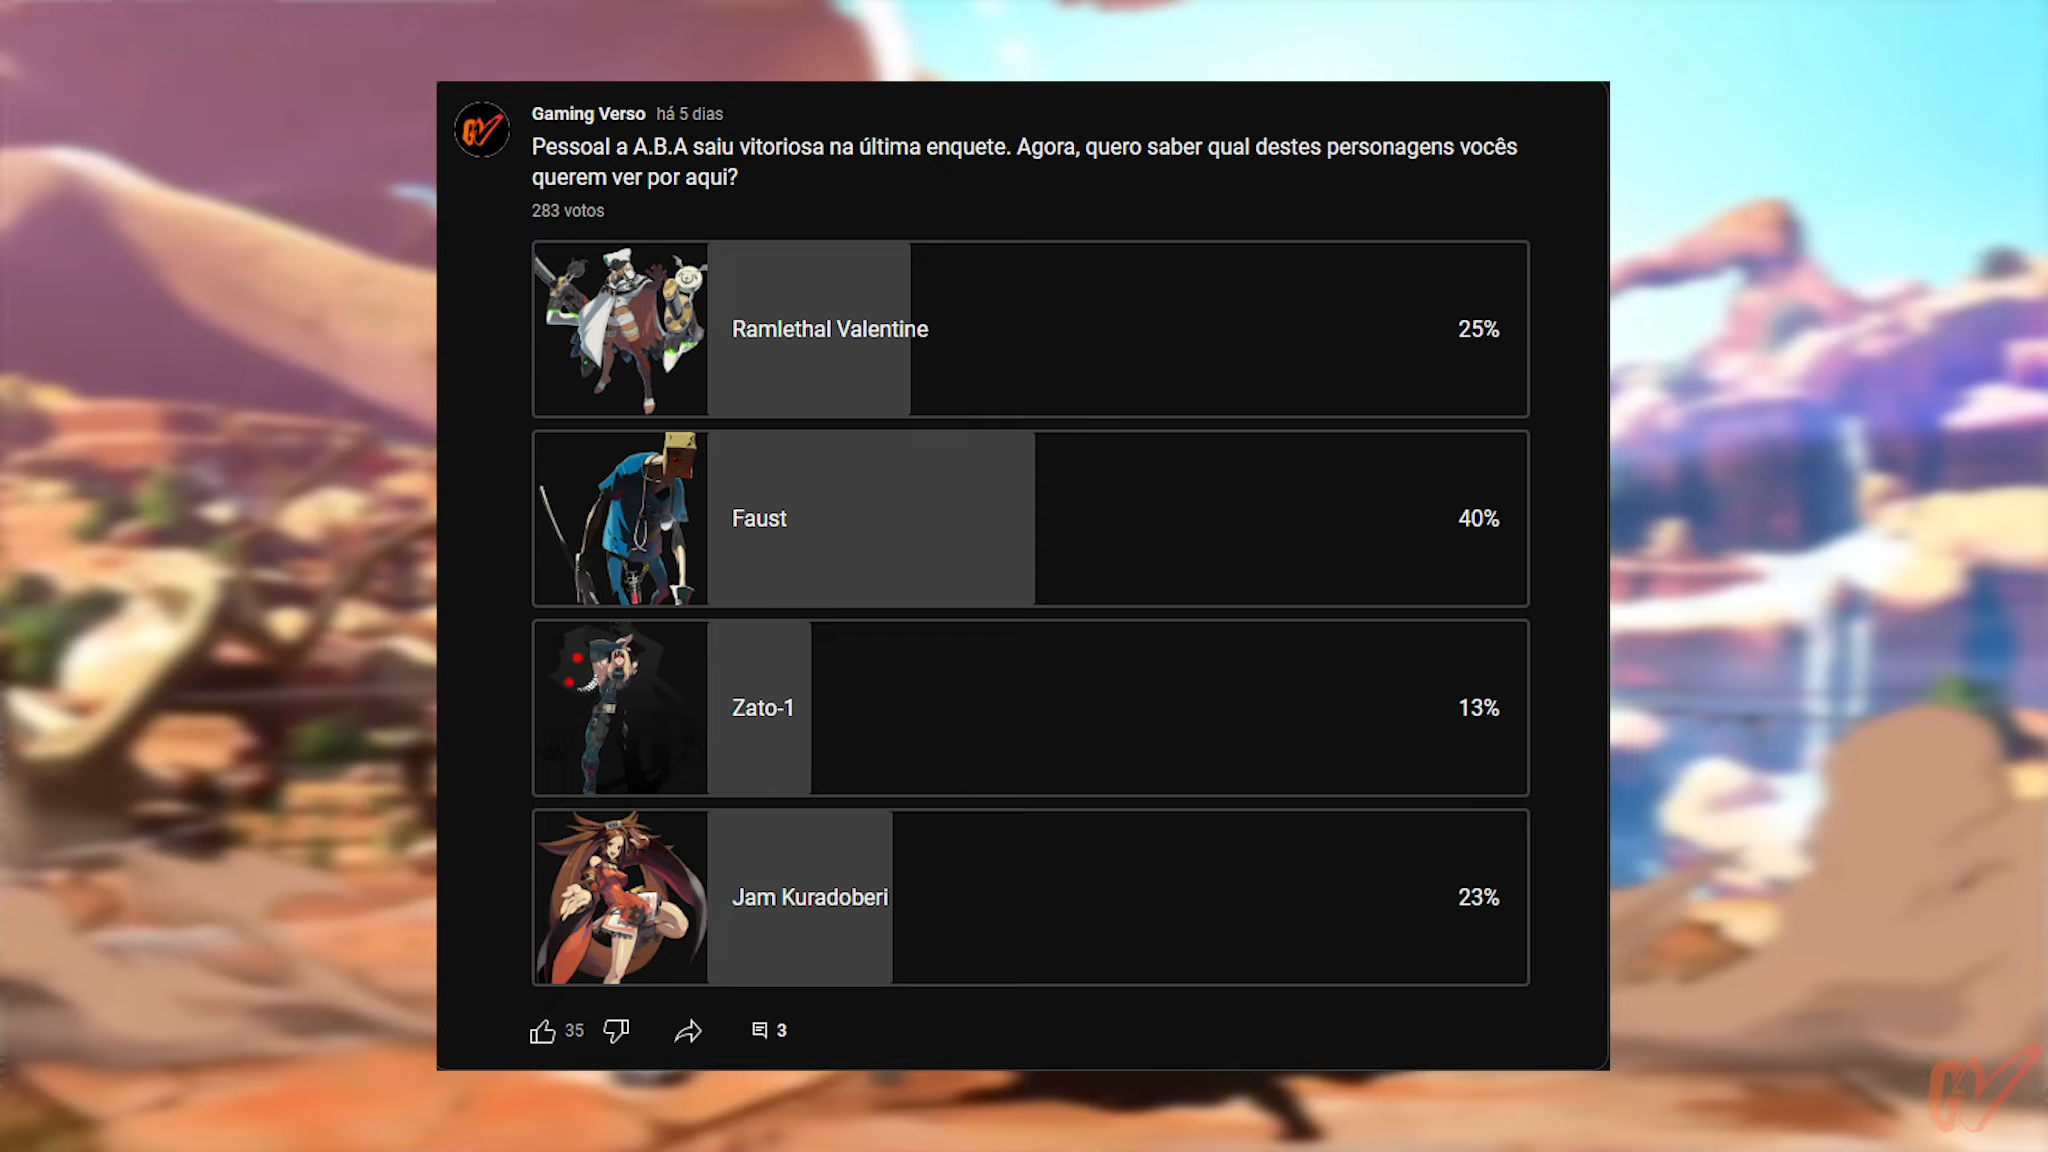 Gaming Verso há 5 dias
Pessoal a A.B.A saiu vitoriosa na última enquete. Agora, quero saber qual destes personagens vocês
querem ver por aqui?
283 votos
Ramlethal Valentine 25%
Faust 40%
Zato-1 13%
Jam Kuradoberi 23%
35 3
GV